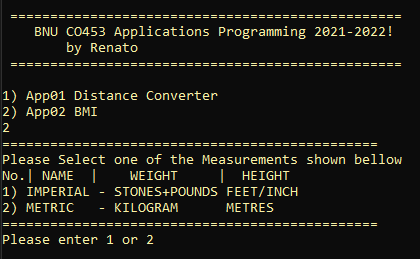 =================================================
BNU CO453 Applications Programming 2021-2022!
by Renato
=================================================
1) App01 Distance Converter
2) App02 BMI
2
===============================================
Please Select one of the Measurements shown bellow
No.| NAME  |    WEIGHT     |  HEIGHT
1) IMPERIAL - STONES+POUNDS FEET/INCH
2) METRIC   - KILOGRAM      METRES
===============================================
Please enter 1 or 2